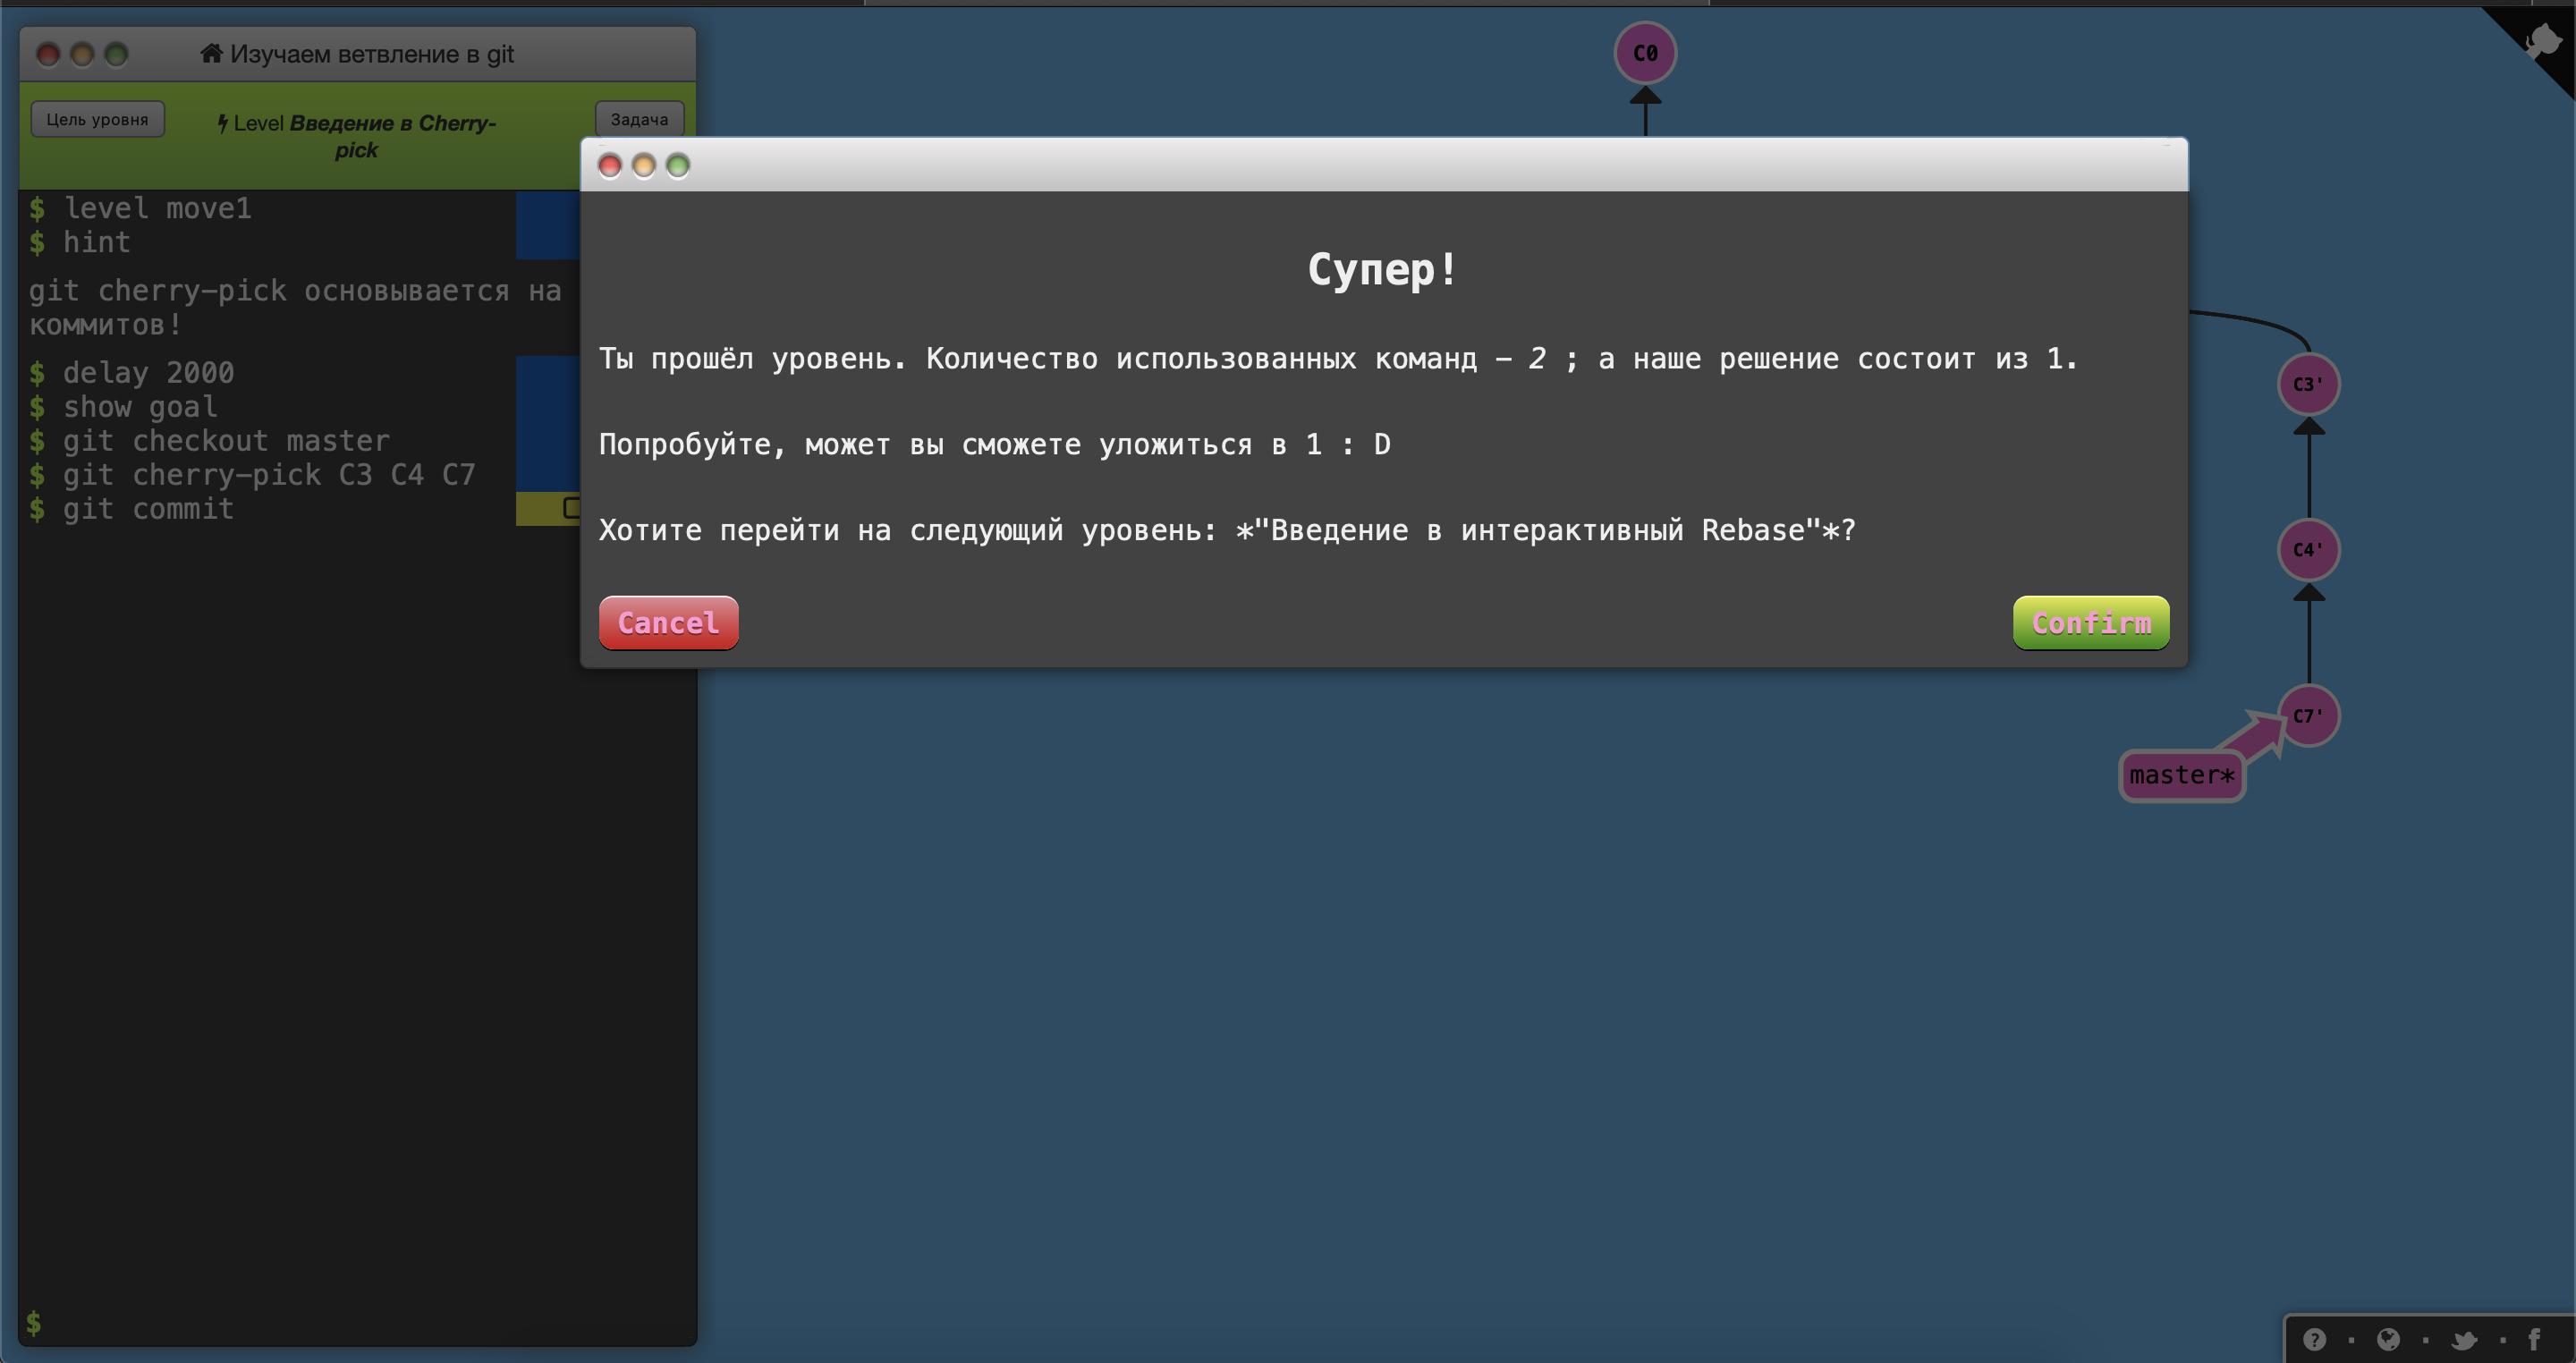 Изучаем ветвление в git
Цель уровня
Level Введение в Cherry-
pick
Задача
$ level move1
$ hint
git cherry-pick основывается на
коммитов!
$ delay 2000
$ show goal
$ git checkout master
$ git cherry-pick C3 C4 C7
$ git commit
$
C0
Супер!
Ты прошёл уровень. Количество использованных команд – 2 ; а наше решение состоит из 1.
Попробуйте, может вы сможете уложиться в 1 : D
Хотите перейти на следующий уровень: *"Введение в интерактивный Rebase"*?
Cancel
Confirm
C3'
C4'
C7'
master*